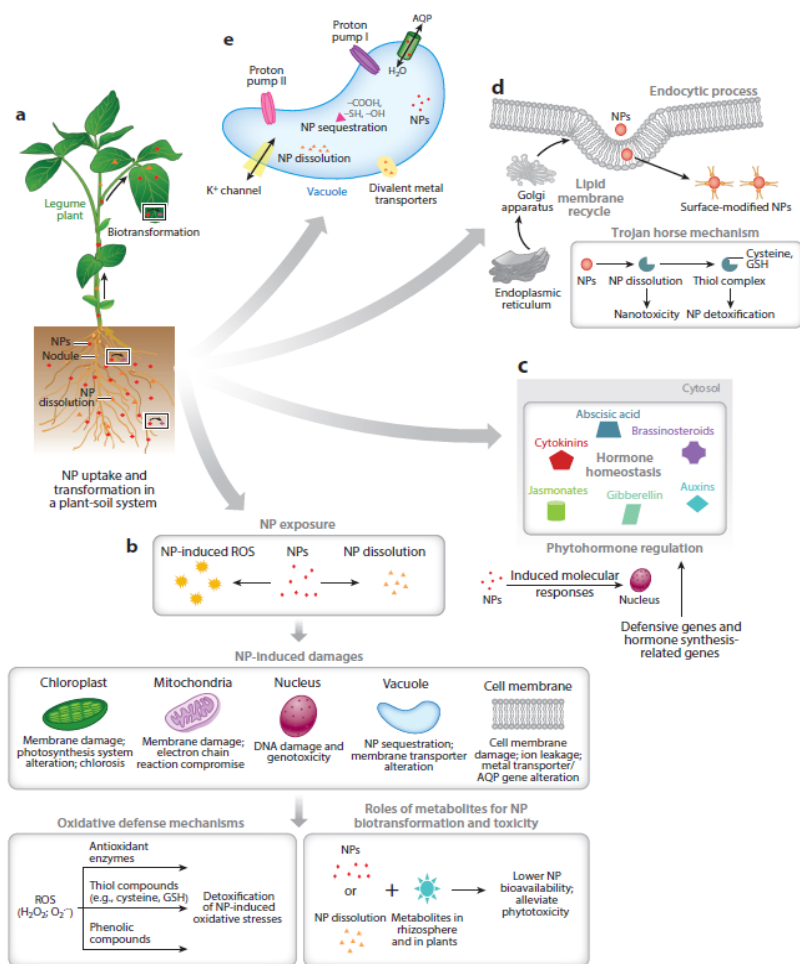 a
Legume
plant
Biotransformation
NPs
Nodule
NP
dissolution
NP uptake and
transformation in
a plant-soil system
e
Proton
pump I
AQP
H₂O
Proton
pump II
–COOH,
–SH, –OH
NP sequestration
NPs
NP dissolution
K⁺ channel
Vacuole
Divalent metal
transporters
d
Endocytic process
NPs
Golgi
apparatus
Lipid
membrane
recycle
Surface-modified NPs
Endoplasmic
reticulum
Trojan horse mechanism
Cysteine,
GSH
NPs
NP dissolution
Thiol complex
Nanotoxicity
NP detoxification
c
Cytosol
Abscisic acid
Cytokinins
Brassinosteroids
Hormone
homeostasis
Jasmonates
Gibberellin
Auxins
Phytohormone regulation
Induced molecular
responses
NPs
Nucleus
Defensive genes and
hormone synthesis-
related genes
b
NP exposure
NP-induced ROS
NPs
NP dissolution
NP-induced damages
Chloroplast
Membrane damage;
photosynthesis system
alteration; chlorosis
Mitochondria
Membrane damage;
electron chain
reaction compromise
Nucleus
DNA damage and
genotoxicity
Vacuole
NP sequestration;
membrane transporter
alteration
Cell membrane
Cell membrane
damage; ion leakage;
metal transporter/
AQP gene alteration
Oxidative defense mechanisms
Antioxidant
enzymes
ROS
(H₂O₂; O₂·⁻)
Thiol compounds
(e.g., cysteine, GSH)
Phenolic
compounds
Detoxification
of NP-induced
oxidative stresses
Roles of metabolites for NP
biotransformation and toxicity
NPs
or
NP dissolution
+
Metabolites in
rhizosphere
and in plants
Lower NP
bioavailability;
alleviate
phytotoxicity